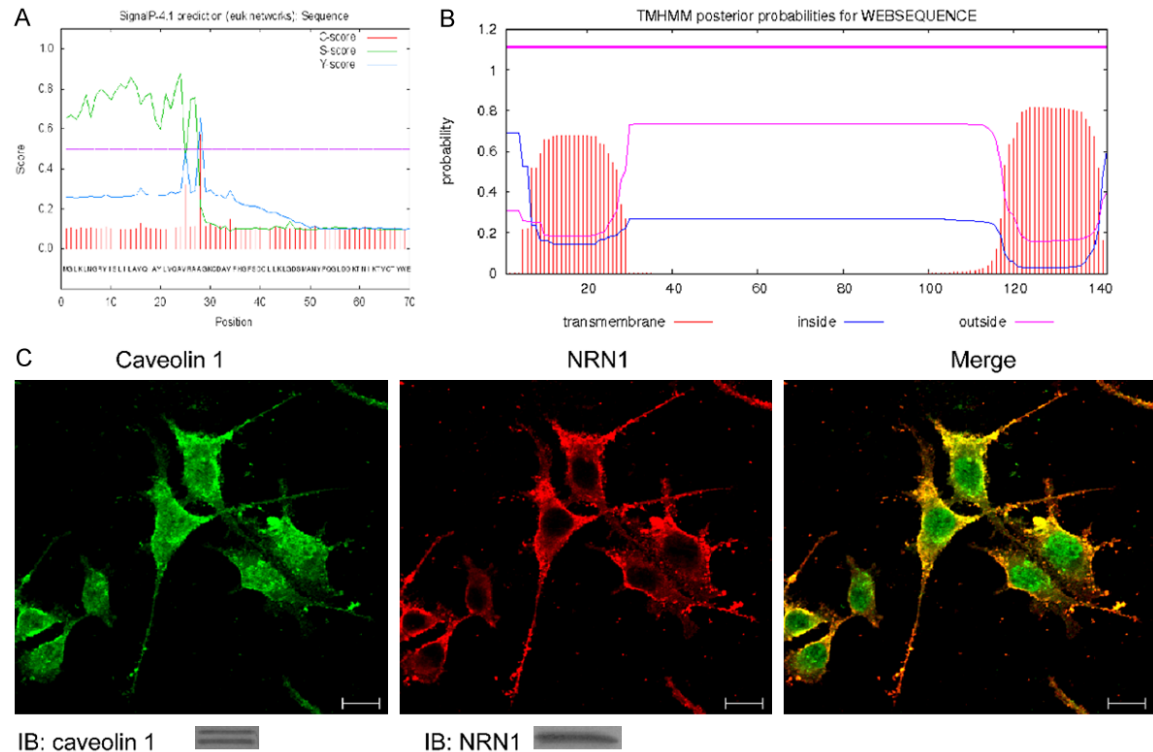 A
SignalP-4.1 prediction (euk networks): Sequence
C-score
S-score
Y-score
1.0
0.8
0.6
0.4
0.2
0.0
Score
0 10 20 30 40 50 60 70
Position
B
TMHMM posterior probabilities for WEBSEQUENCE
1.2
1
0.8
0.6
0.4
0.2
0
probability
20 40 60 80 100 120 140
transmembrane inside outside
C
Caveolin 1 NRN1 Merge
IB: caveolin 1 IB: NRN1